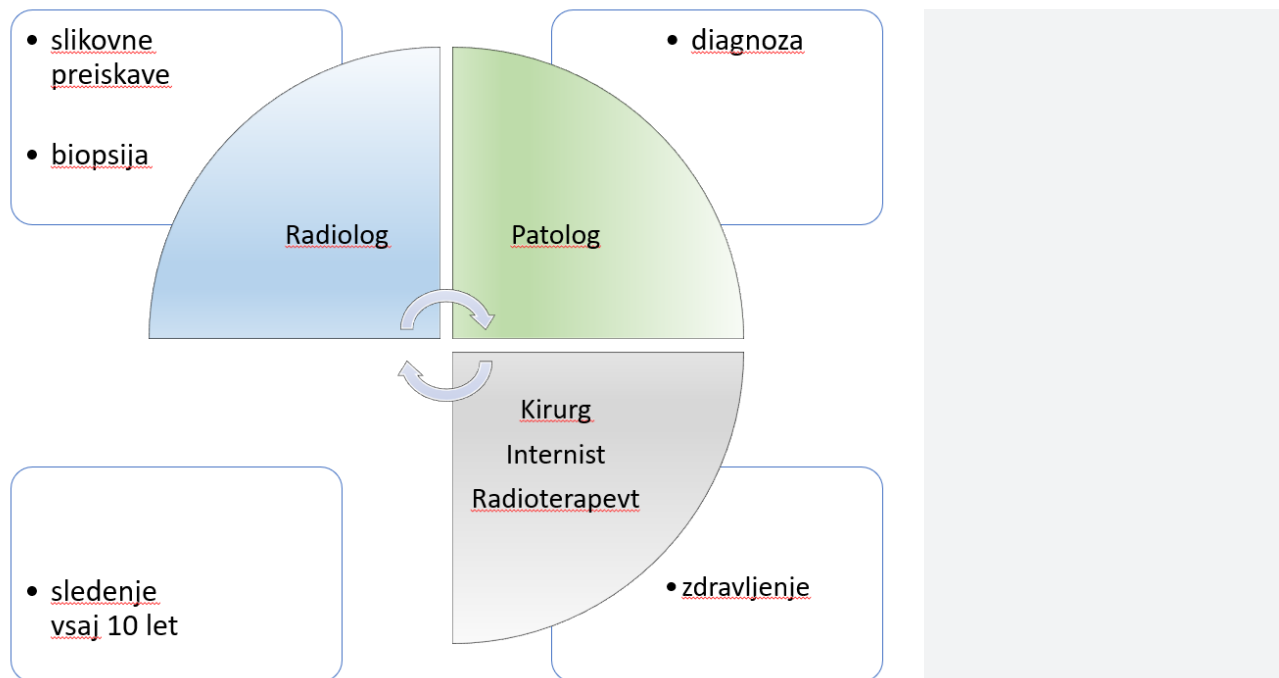 • slikovne
preiskave
• biopsija
• diagnoza
Radiolog
Patolog
Kirurg
Internist
Radioterapevt
• sledenje
vsaj 10 let
• zdravljenje